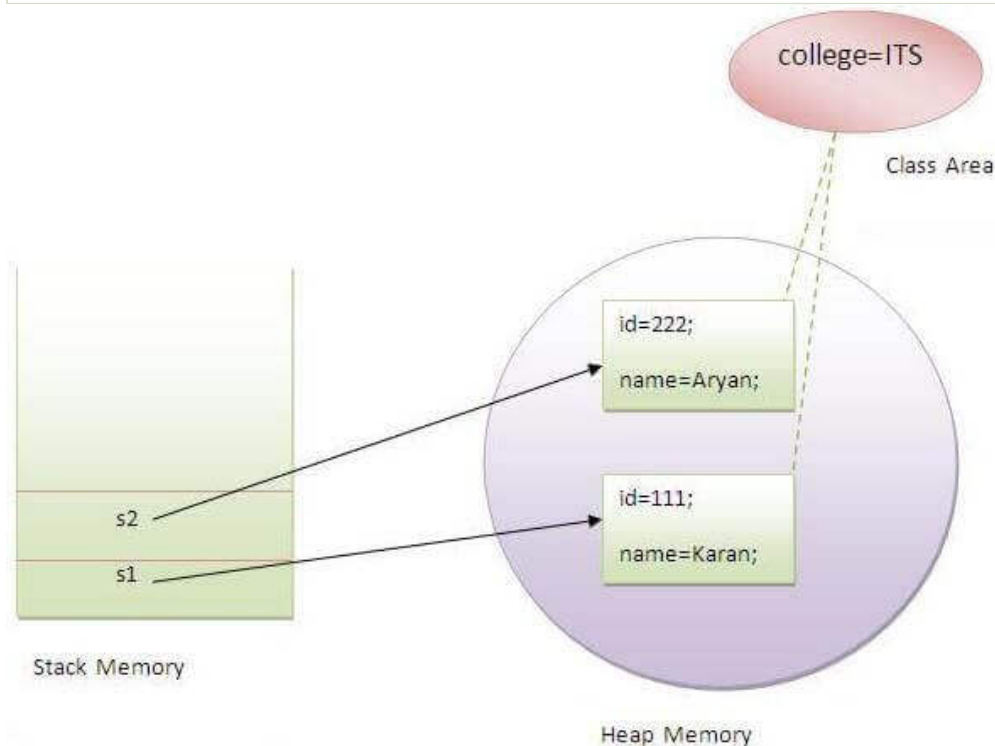 college=ITS
Class Area
id=222;
name=Aryan;
s2
id=111;
name=Karan;
s1
Stack Memory
Heap Memory